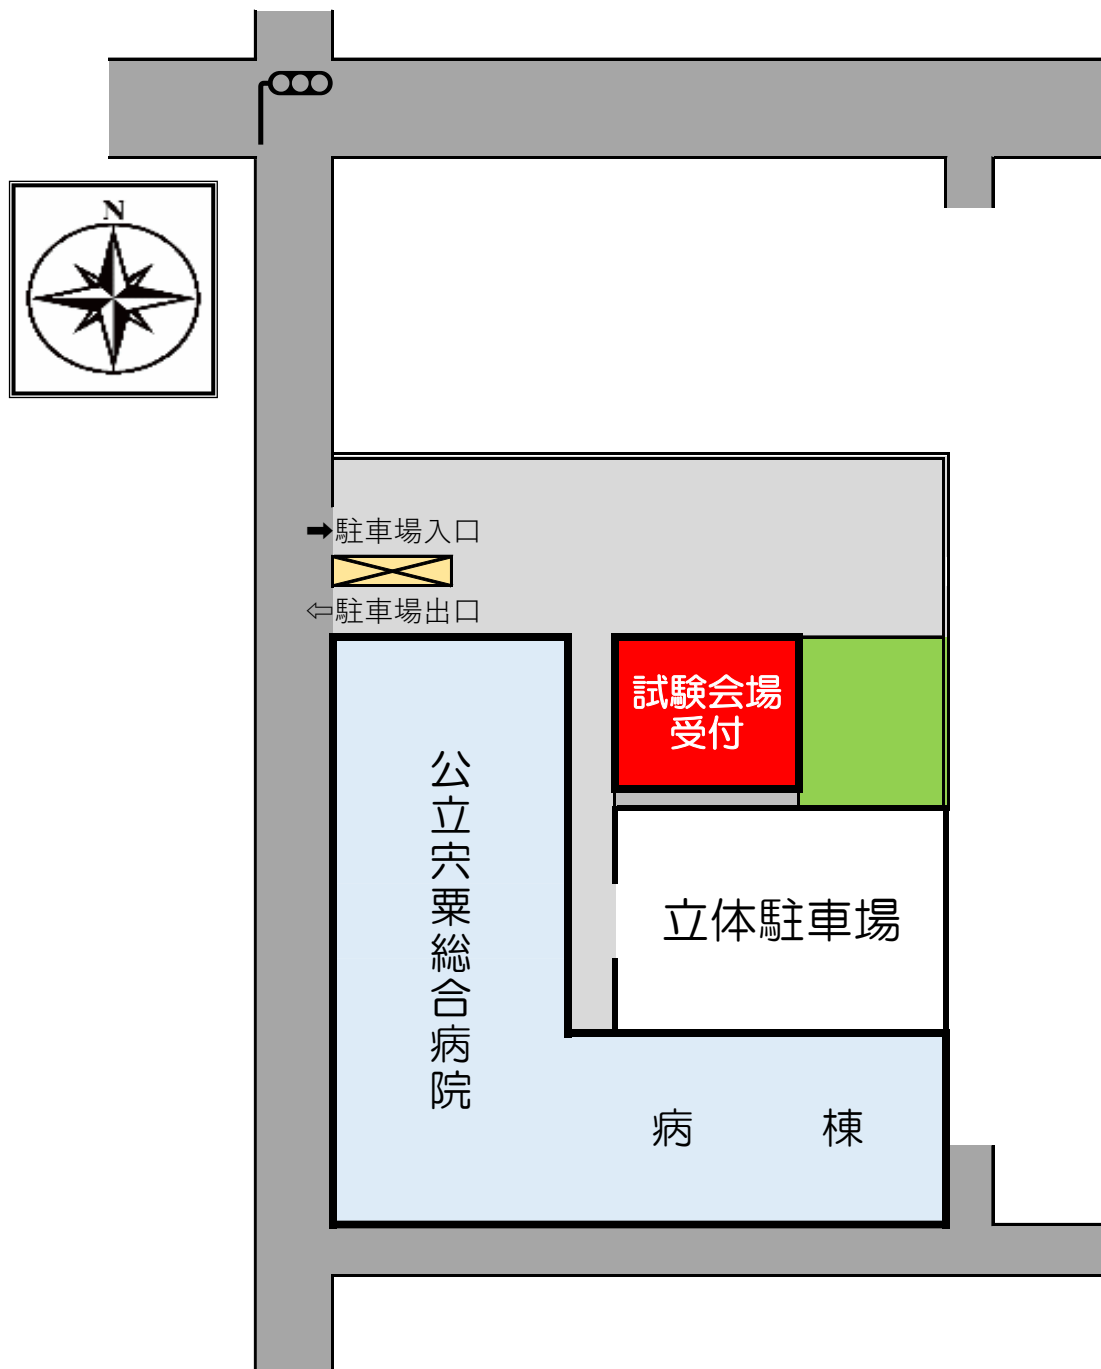 N
駐車場入口
駐車場出口
試験会場
受付
公立宍粟総合病院
立体駐車場
病　棟